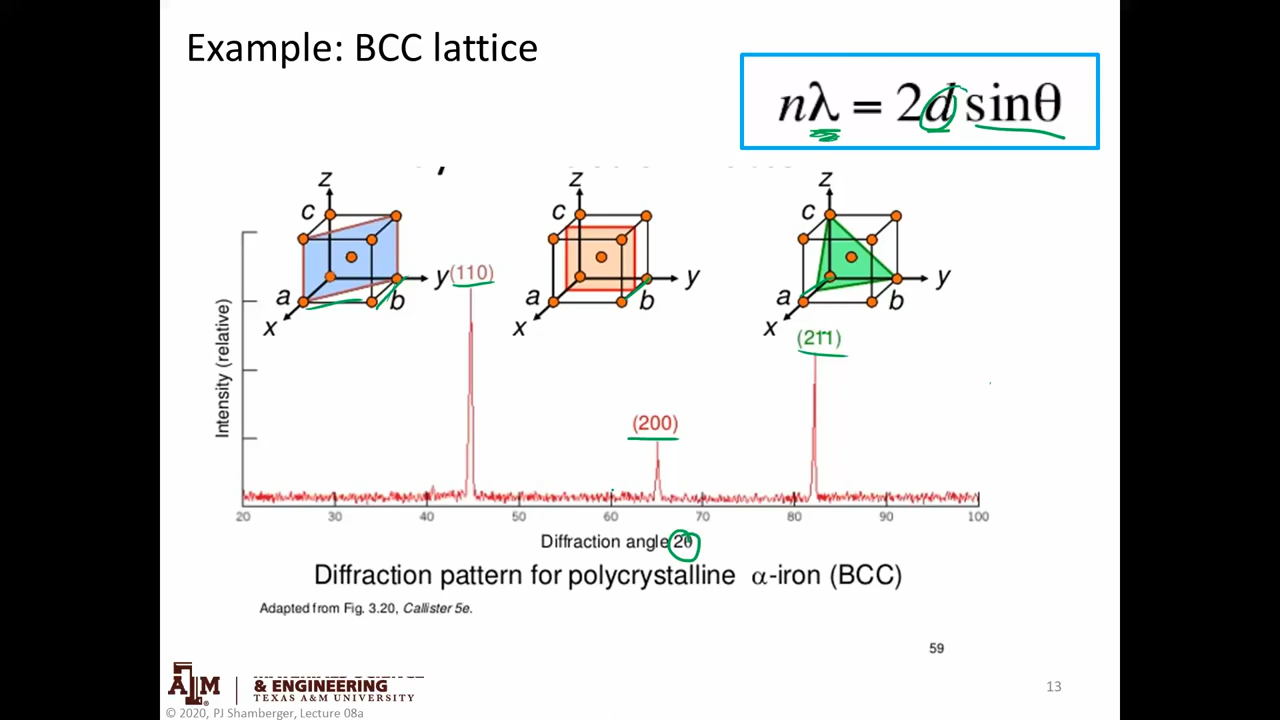 Example: BCC lattice
nλ = 2d sinθ
z
c
y
a
b
x
(110)
z
c
y
a
b
x
(200)
z
c
y
a
b
x
(211)
Intensity (relative)
20 30 40 50 60 70 80 90 100
Diffraction angle 2θ
Diffraction pattern for polycrystalline α-iron (BCC)
Adapted from Fig. 3.20, Callister 5e.
59
A|M
& ENGINEERING
TEXAS A&M UNIVERSITY
© 2020, PJ Shamberger, Lecture 08a
13